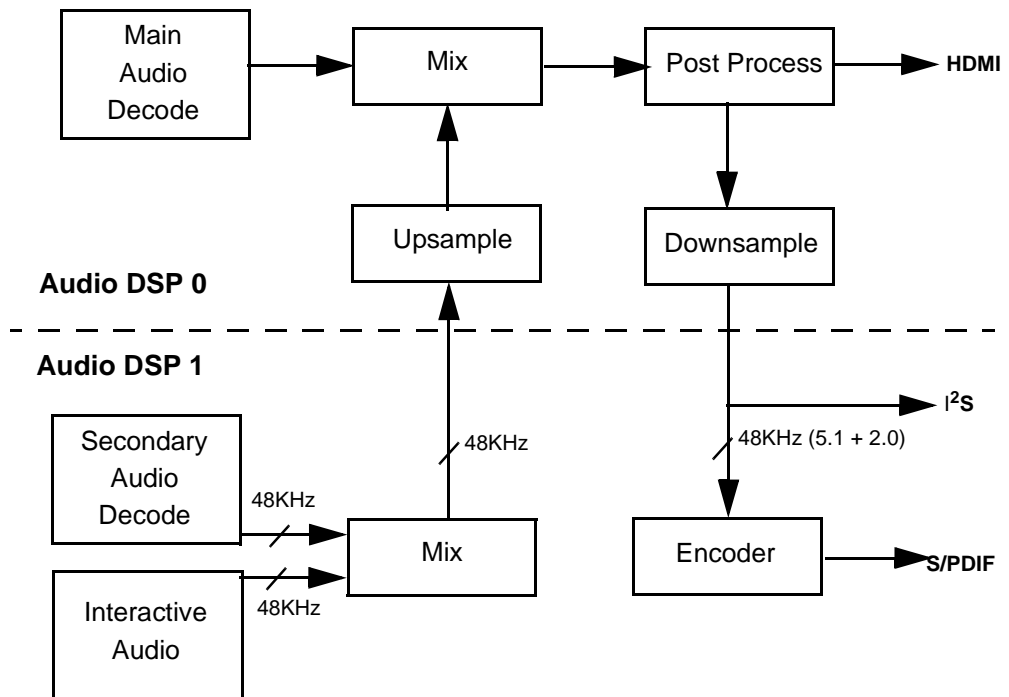 Main
Audio
Decode
Mix
Post Process
HDMI
Upsample
Downsample
Audio DSP 0
Audio DSP 1
I²S
48KHz
48KHz (5.1 + 2.0)
Secondary
Audio
Decode
48KHz
Mix
Encoder
S/PDIF
48KHz
Interactive
Audio